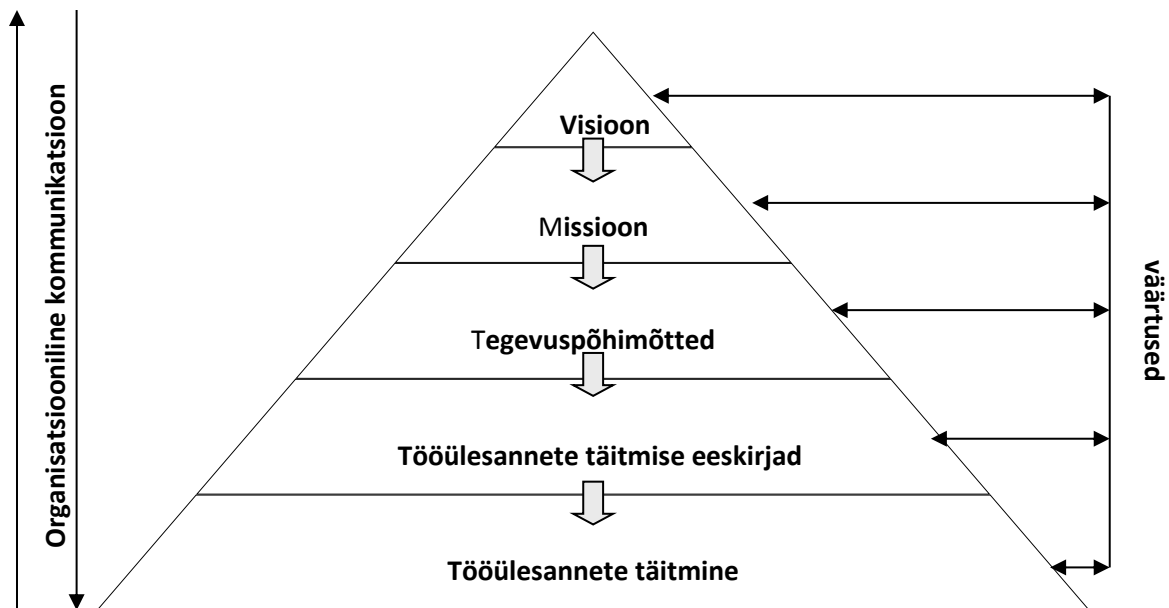 Organisatsiooniline kommunikatsioon
Visioon
Missioon
Tegevuspõhimõtted
Tööülesannete täitmise eeskirjad
Tööülesannete täitmine
väärtused